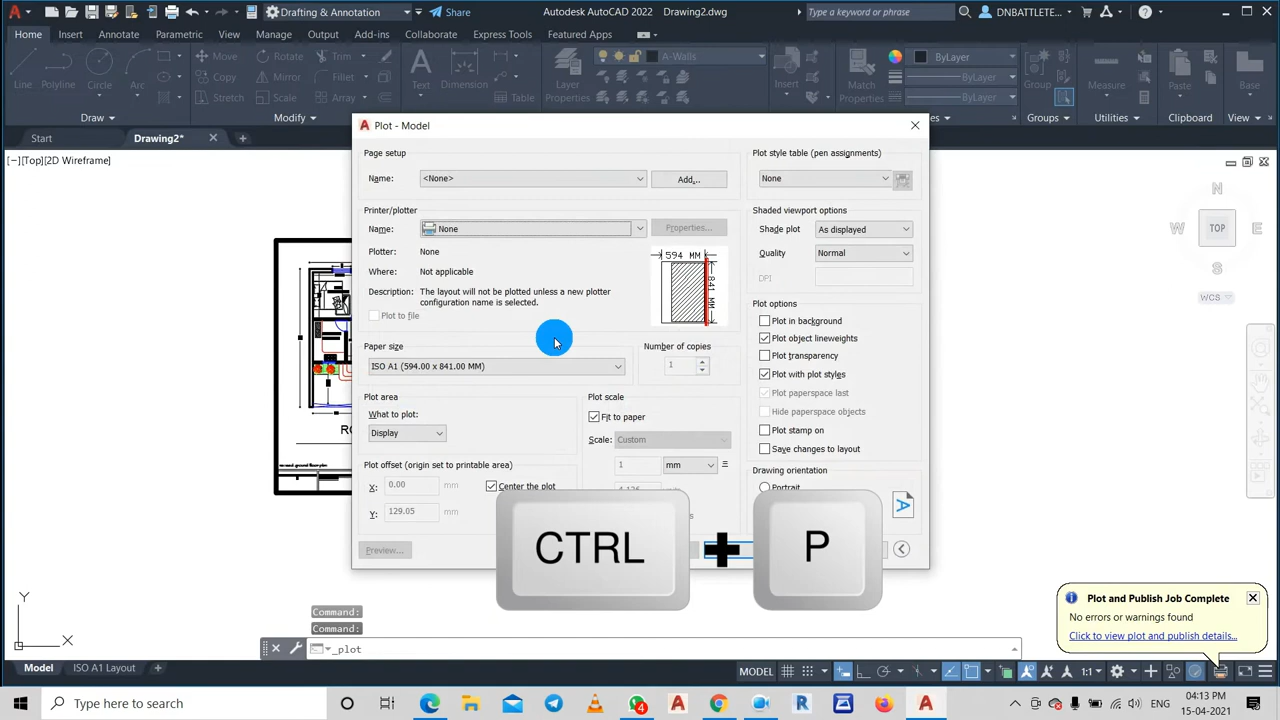 Drafting & Annotation
Share
Autodesk AutoCAD 2022
Drawing2.dwg
Type a keyword or phrase
DNBATTLETE...
Home
Insert
Annotate
Parametric
View
Manage
Output
Add-ins
Collaborate
Express Tools
Featured Apps
Line
Polyline
Circle
Arc
Move
Rotate
Trim
Copy
Mirror
Fillet
Stretch
Scale
Array
Text
Dimension
Table
Layer
Properties
A-Walls
Insert
Match
Properties
ByLayer
ByLayer
ByLayer
Group
Measure
Paste
Base
Draw
Modify
Groups
Utilities
Clipboard
View
Start
Drawing2*
[−][Top][2D Wireframe]
Plot - Model
Page setup
Name:
<None>
Add...
Plot style table (pen assignments)
None
Printer/plotter
Name:
None
Properties...
Plotter:
None
Where:
Not applicable
Description:
The layout will not be plotted unless a new plotter
configuration name is selected.
Plot to file
594 MM
841 MM
Shaded viewport options
Shade plot
As displayed
Quality
Normal
DPI
Paper size
ISO A1 (594.00 x 841.00 MM)
Number of copies
1
Plot options
Plot in background
Plot object lineweights
Plot transparency
Plot with plot styles
Plot paperspace last
Hide paperspace objects
Plot stamp on
Save changes to layout
Plot area
What to plot:
Display
Plot scale
Fit to paper
Scale:
Custom
1
mm
4.126
Plot offset (origin set to printable area)
X:
0.00
mm
Center the plot
Y:
129.05
mm
Drawing orientation
Portrait
A
Preview...
CTRL
P
N
W
TOP
E
S
WCS
Y
X
Command:
Command:
_plot
Plot and Publish Job Complete
No errors or warnings found
Click to view plot and publish details...
Model
ISO A1 Layout
MODEL
1:1
Type here to search
4
ENG
04:13 PM
15-04-2021